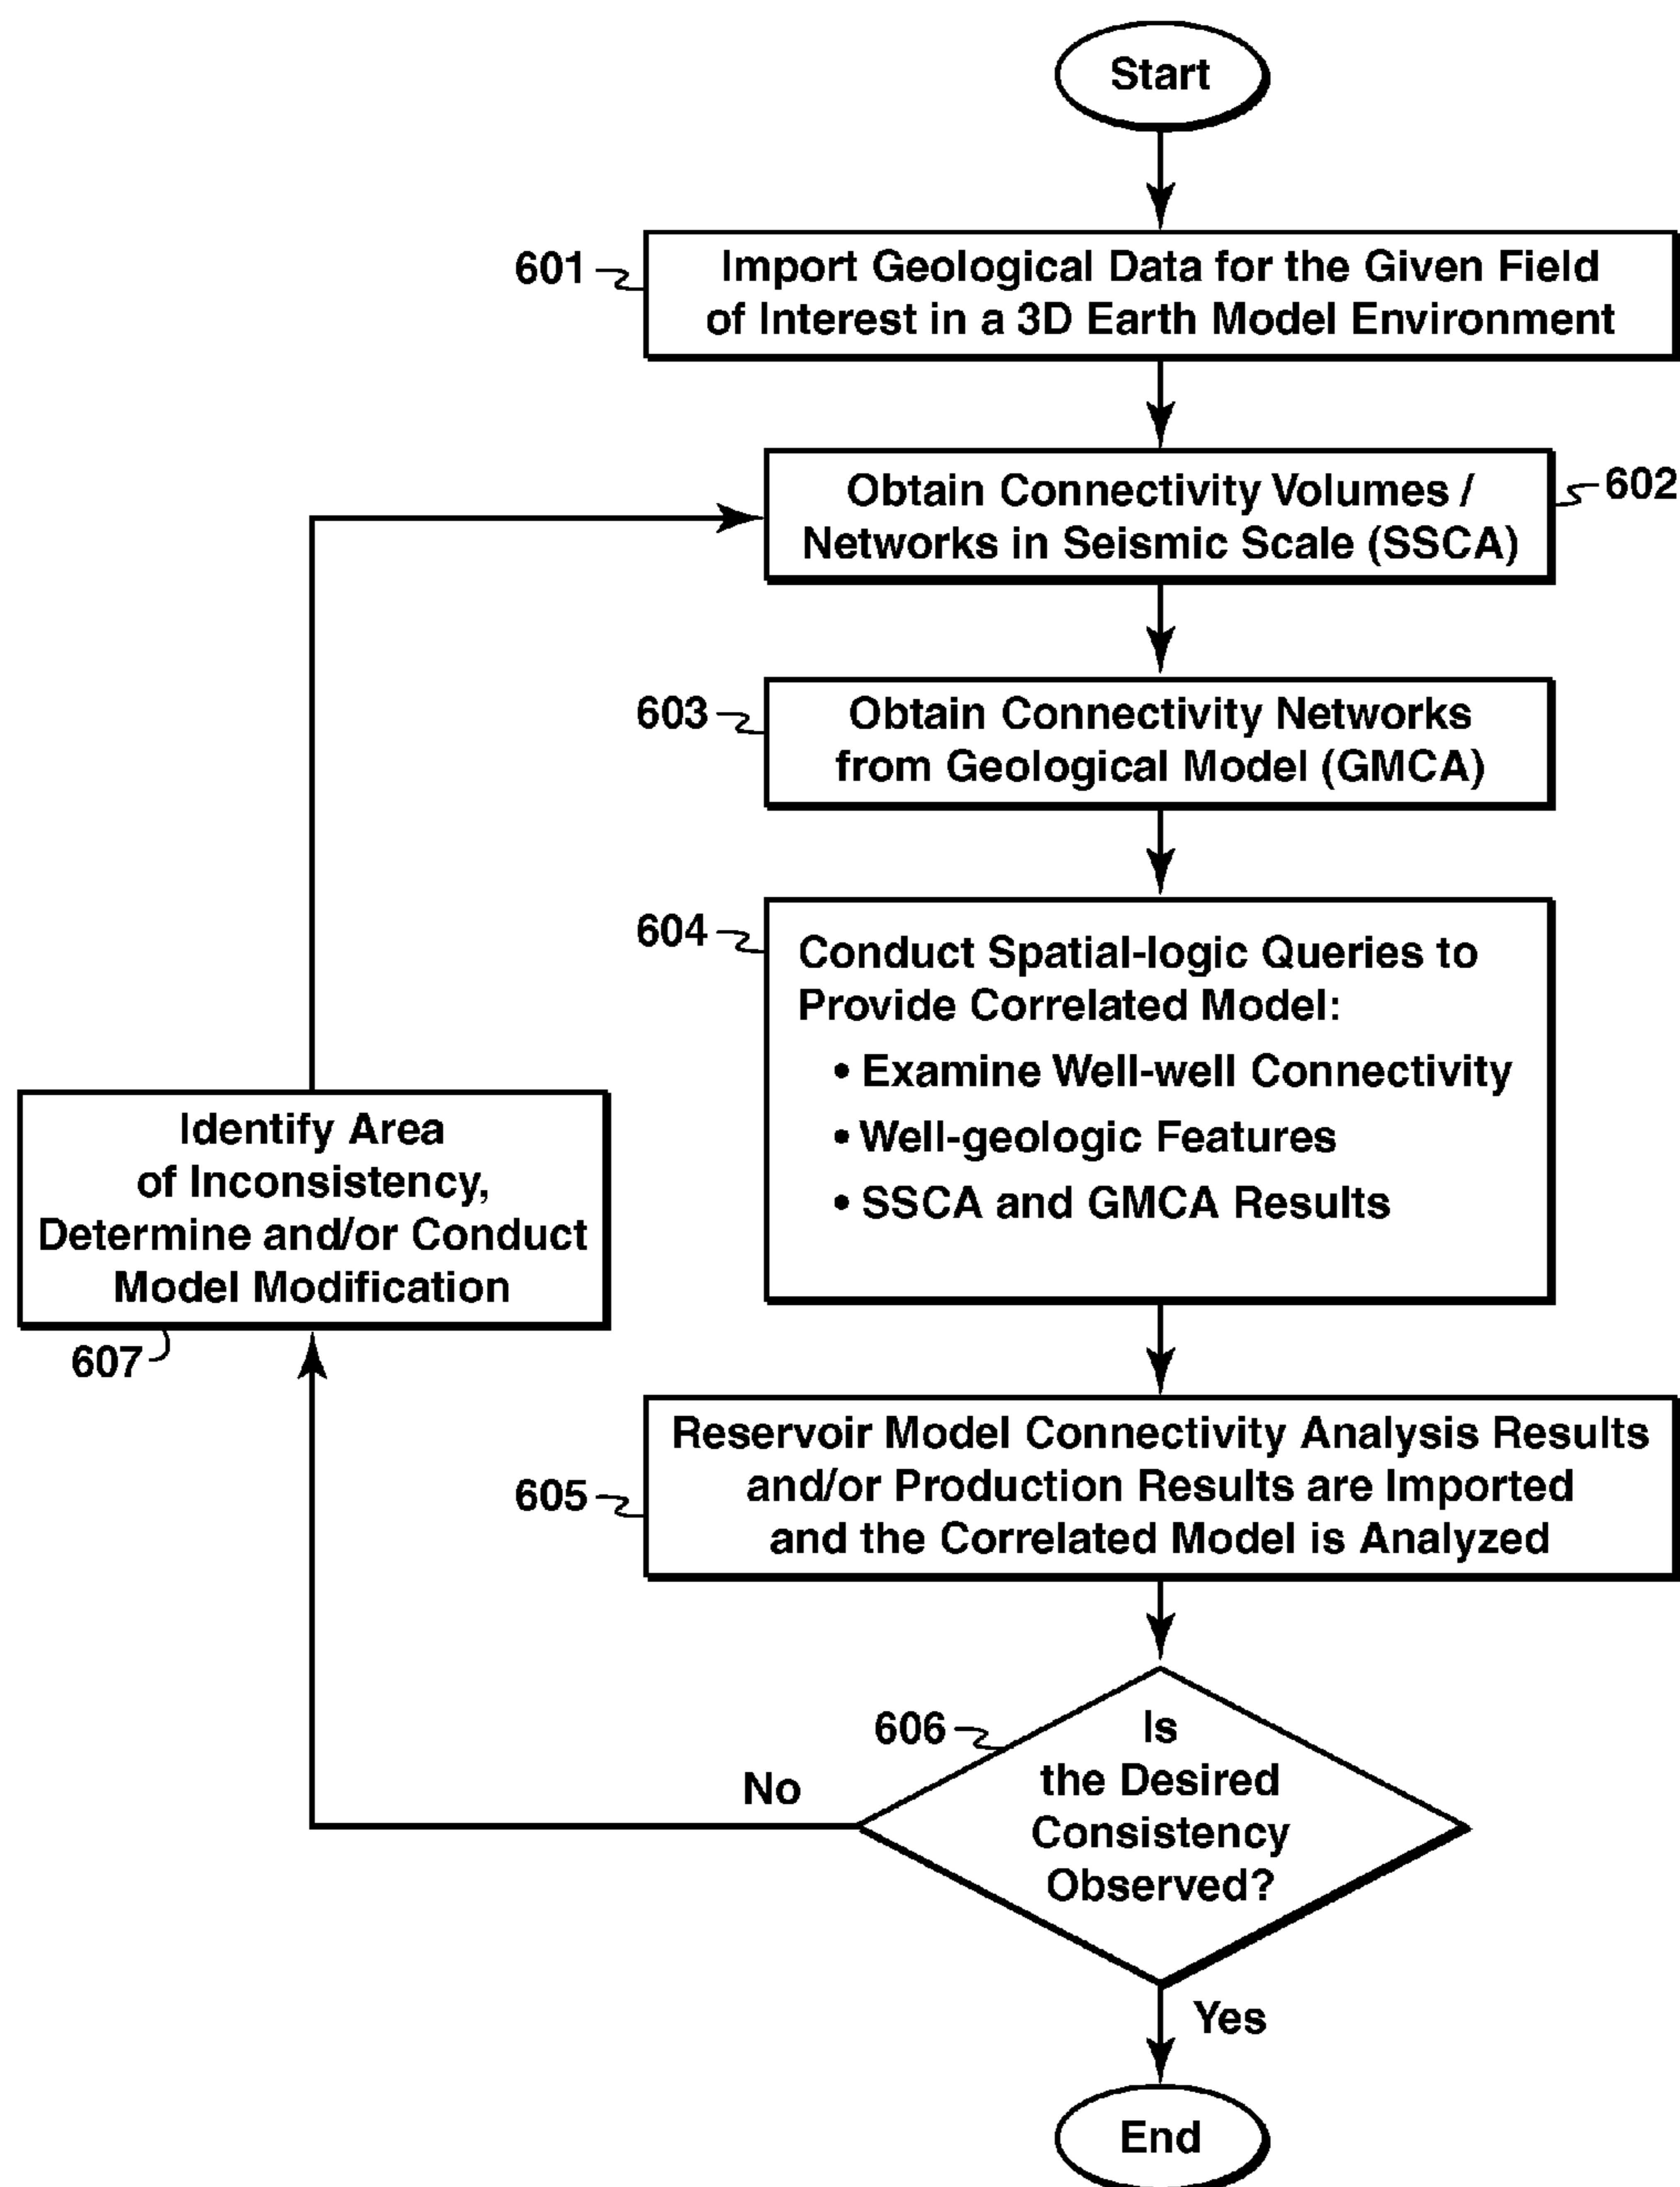 Start
601
Import Geological Data for the Given Field
of Interest in a 3D Earth Model Environment
Obtain Connectivity Volumes /
Networks in Seismic Scale (SSCA)
602
603
Obtain Connectivity Networks
from Geological Model (GMCA)
604
Conduct Spatial-logic Queries to
Provide Correlated Model:
• Examine Well-well Connectivity
• Well-geologic Features
• SSCA and GMCA Results
Identify Area
of Inconsistency,
Determine and/or Conduct
Model Modification
607
605
Reservoir Model Connectivity Analysis Results
and/or Production Results are Imported
and the Correlated Model is Analyzed
606
Is
the Desired
Consistency
Observed?
No
Yes
End